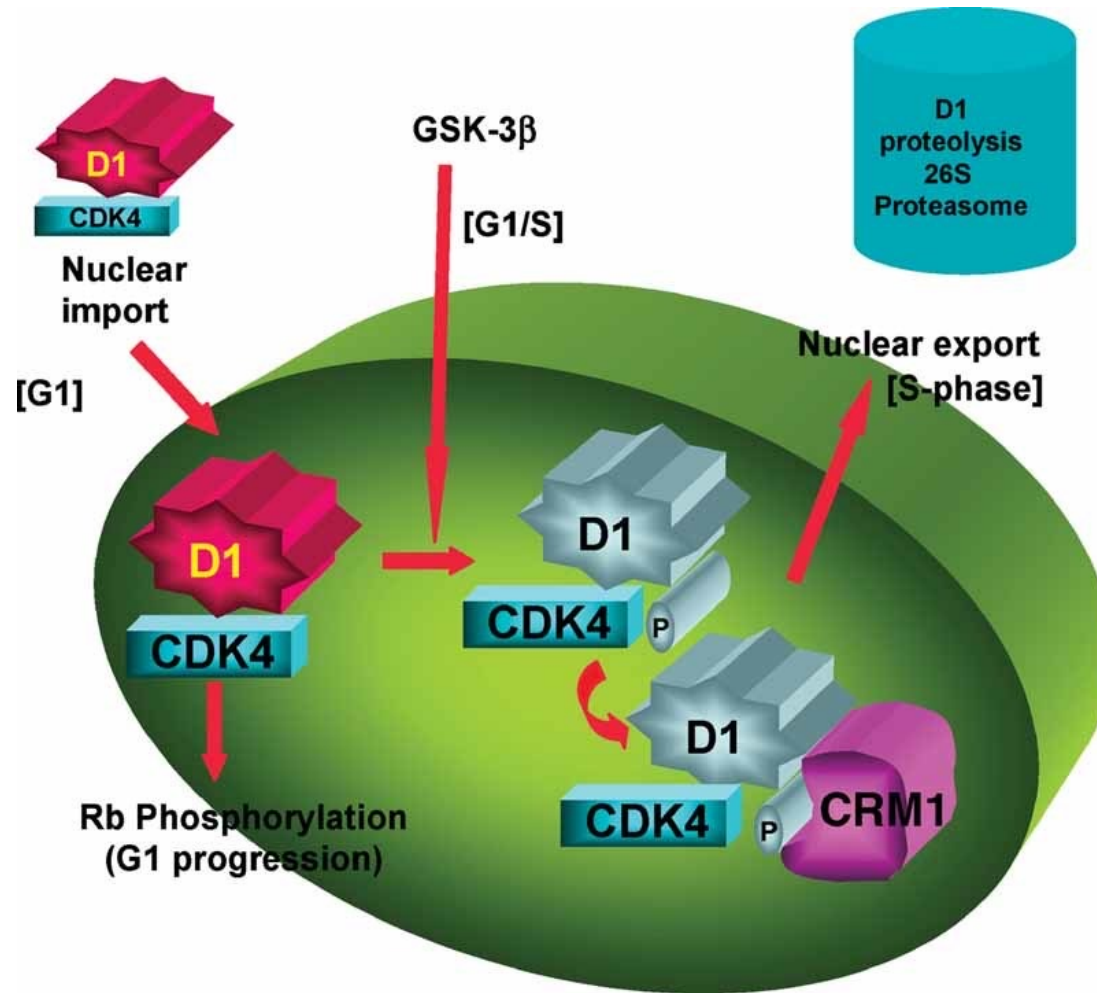 D1
CDK4
Nuclear
import
[G1]
GSK-3β
[G1/S]
D1
proteolysis
26S
Proteasome
Nuclear export
[S-phase]
D1
CDK4
Rb Phosphorylation
(G1 progression)
D1
CDK4
P
D1
CDK4
P
CRM1